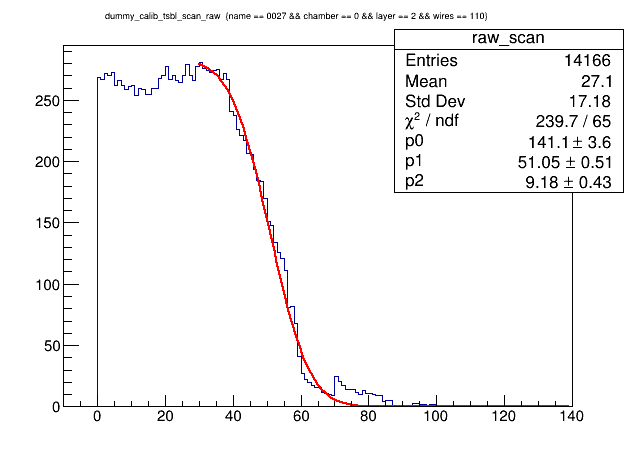 dummy_calib_tsbl_scan_raw (name == 0027 && chamber == 0 && layer == 2 && wires == 110)
raw_scan
Entries 14166
Mean 27.1
Std Dev 17.18
χ² / ndf 239.7 / 65
p0 141.1 ± 3.6
p1 51.05 ± 0.51
p2 9.18 ± 0.43
250
200
150
100
50
0
0 20 40 60 80 100 120 140